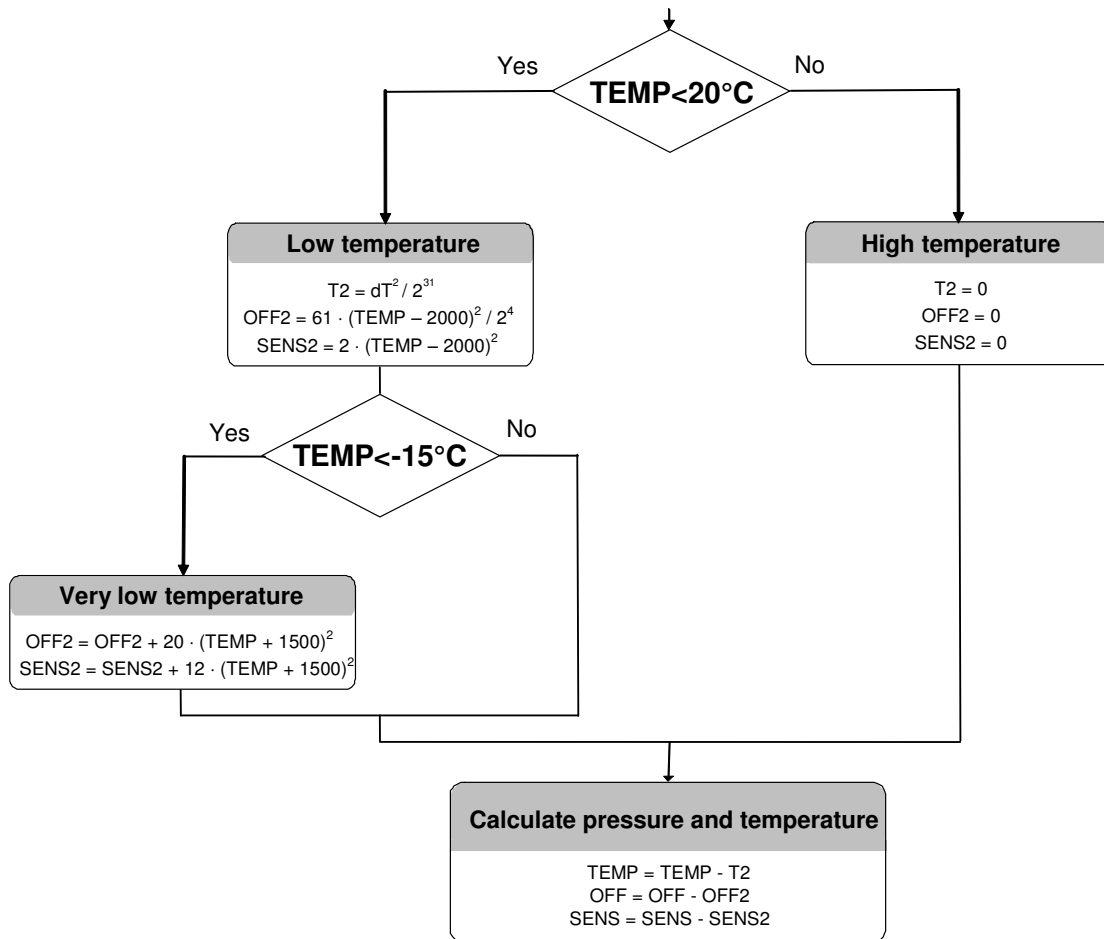 Yes
No
TEMP<20°C
Low temperature
T2 = dT² / 2³¹
OFF2 = 61 · (TEMP – 2000)² / 2⁴
SENS2 = 2 · (TEMP – 2000)²
High temperature
T2 = 0
OFF2 = 0
SENS2 = 0
Yes
No
TEMP<-15°C
Very low temperature
OFF2 = OFF2 + 20 · (TEMP + 1500)²
SENS2 = SENS2 + 12 · (TEMP + 1500)²
Calculate pressure and temperature
TEMP = TEMP - T2
OFF = OFF - OFF2
SENS = SENS - SENS2